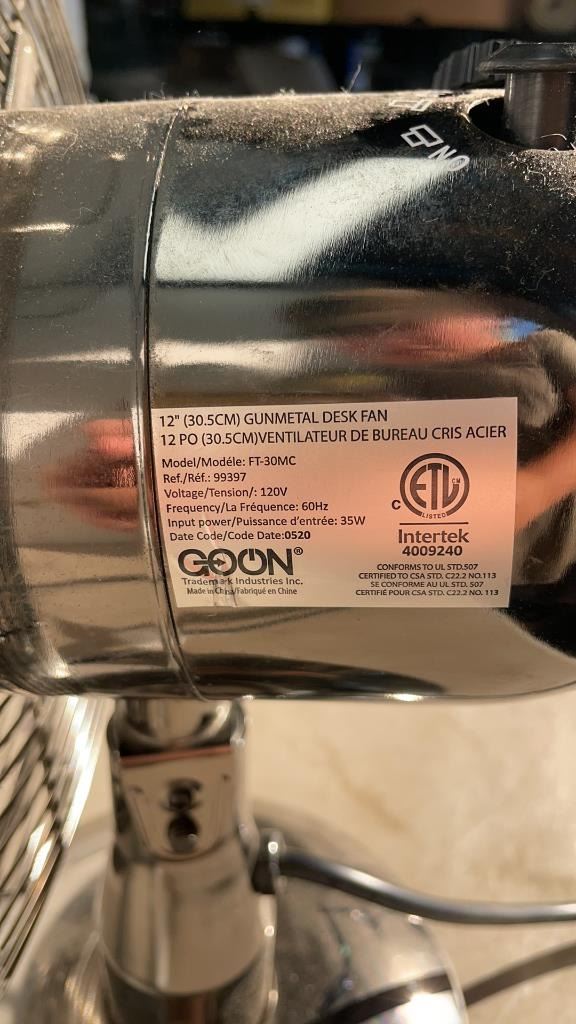 12" (30.5CM) GUNMETAL DESK FAN
12 PO (30.5CM)VENTILATEUR DE BUREAU CRIS ACIER
Model/Modéle: FT-30MC
Ref./Réf.: 99397
Voltage/Tension/: 120V
Frequency/La Fréquence: 60Hz
Input power/Puissance d'entrée: 35W
Date Code/Code Date:0520
GOON®
Trademark Industries Inc.
Made in China/Fabriqué en Chine
C ETL CM
LISTED
Intertek
4009240
CONFORMS TO UL STD.507
CERTIFIED TO CSA STD. C22.2 NO.113
SE CONFORME AU UL STD. 507
CERTIFIÉ POUR CSA STD. C22.2 NO. 113